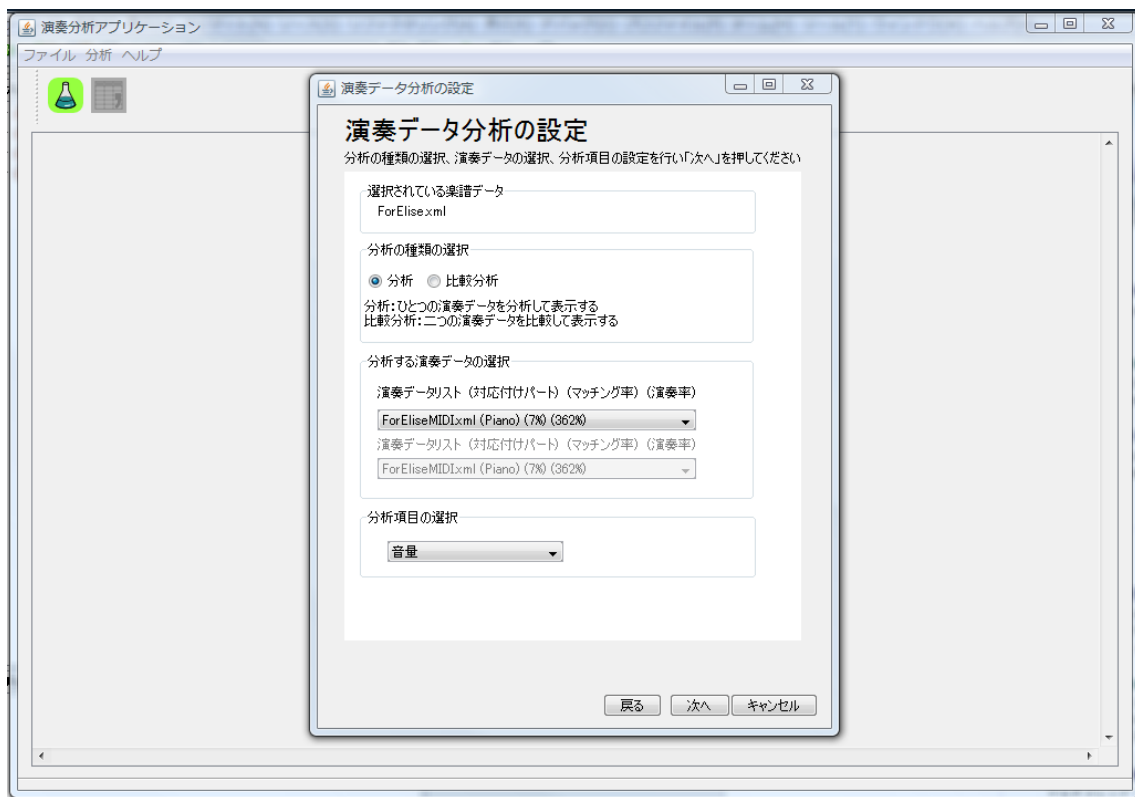 演奏分析アプリケーション
ファイル 分析 ヘルプ
演奏データ分析の設定
演奏データ分析の設定
分析の種類の選択、演奏データの選択、分析項目の設定を行い「次へ」を押してください
選択されている楽譜データ
ForElise.xml
分析の種類の選択
分析 比較分析
分析：ひとつの演奏データを分析して表示する
比較分析：二つの演奏データを比較して表示する
分析する演奏データの選択
演奏データリスト (対応付けパート) (マッチング率) (演奏率)
ForEliseMIDI.xml (Piano) (7%) (362%)
演奏データリスト (対応付けパート) (マッチング率) (演奏率)
ForEliseMIDI.xml (Piano) (7%) (362%)
分析項目の選択
音量
戻る 次へ キャンセル